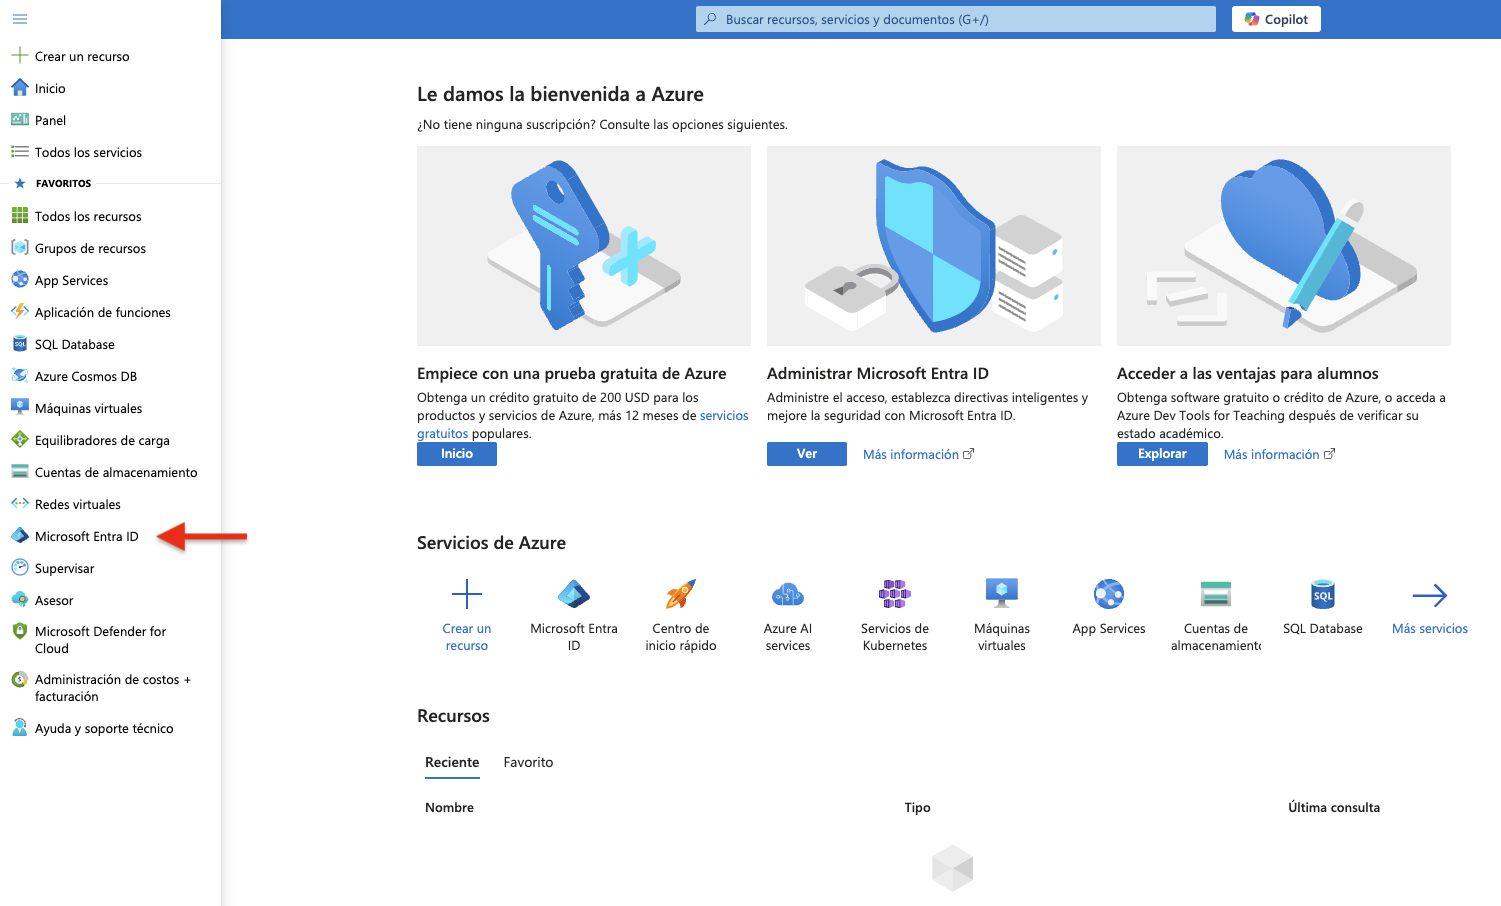 Buscar recursos, servicios y documentos (G+/)
Copilot
Crear un recurso
Inicio
Panel
Todos los servicios
FAVORITOS
Todos los recursos
Grupos de recursos
App Services
Aplicación de funciones
SQL Database
Azure Cosmos DB
Máquinas virtuales
Equilibradores de carga
Cuentas de almacenamiento
Redes virtuales
Microsoft Entra ID
Supervisar
Asesor
Microsoft Defender for
Cloud
Administración de costos +
facturación
Ayuda y soporte técnico
Le damos la bienvenida a Azure
¿No tiene ninguna suscripción? Consulte las opciones siguientes.
Empiece con una prueba gratuita de Azure
Obtenga un crédito gratuito de 200 USD para los
productos y servicios de Azure, más 12 meses de servicios
gratuitos populares.
Inicio
Administrar Microsoft Entra ID
Administre el acceso, establezca directivas inteligentes y
mejore la seguridad con Microsoft Entra ID.
Ver
Más información
Acceder a las ventajas para alumnos
Obtenga software gratuito o crédito de Azure, o acceda a
Azure Dev Tools for Teaching después de verificar su
estado académico.
Explorar
Más información
Servicios de Azure
Crear un
recurso
Microsoft Entra
ID
Centro de
inicio rápido
Azure AI
services
Servicios de
Kubernetes
Máquinas
virtuales
App Services
Cuentas de
almacenamiento
SQL
SQL Database
Más servicios
Recursos
Reciente
Favorito
Nombre
Tipo
Última consulta